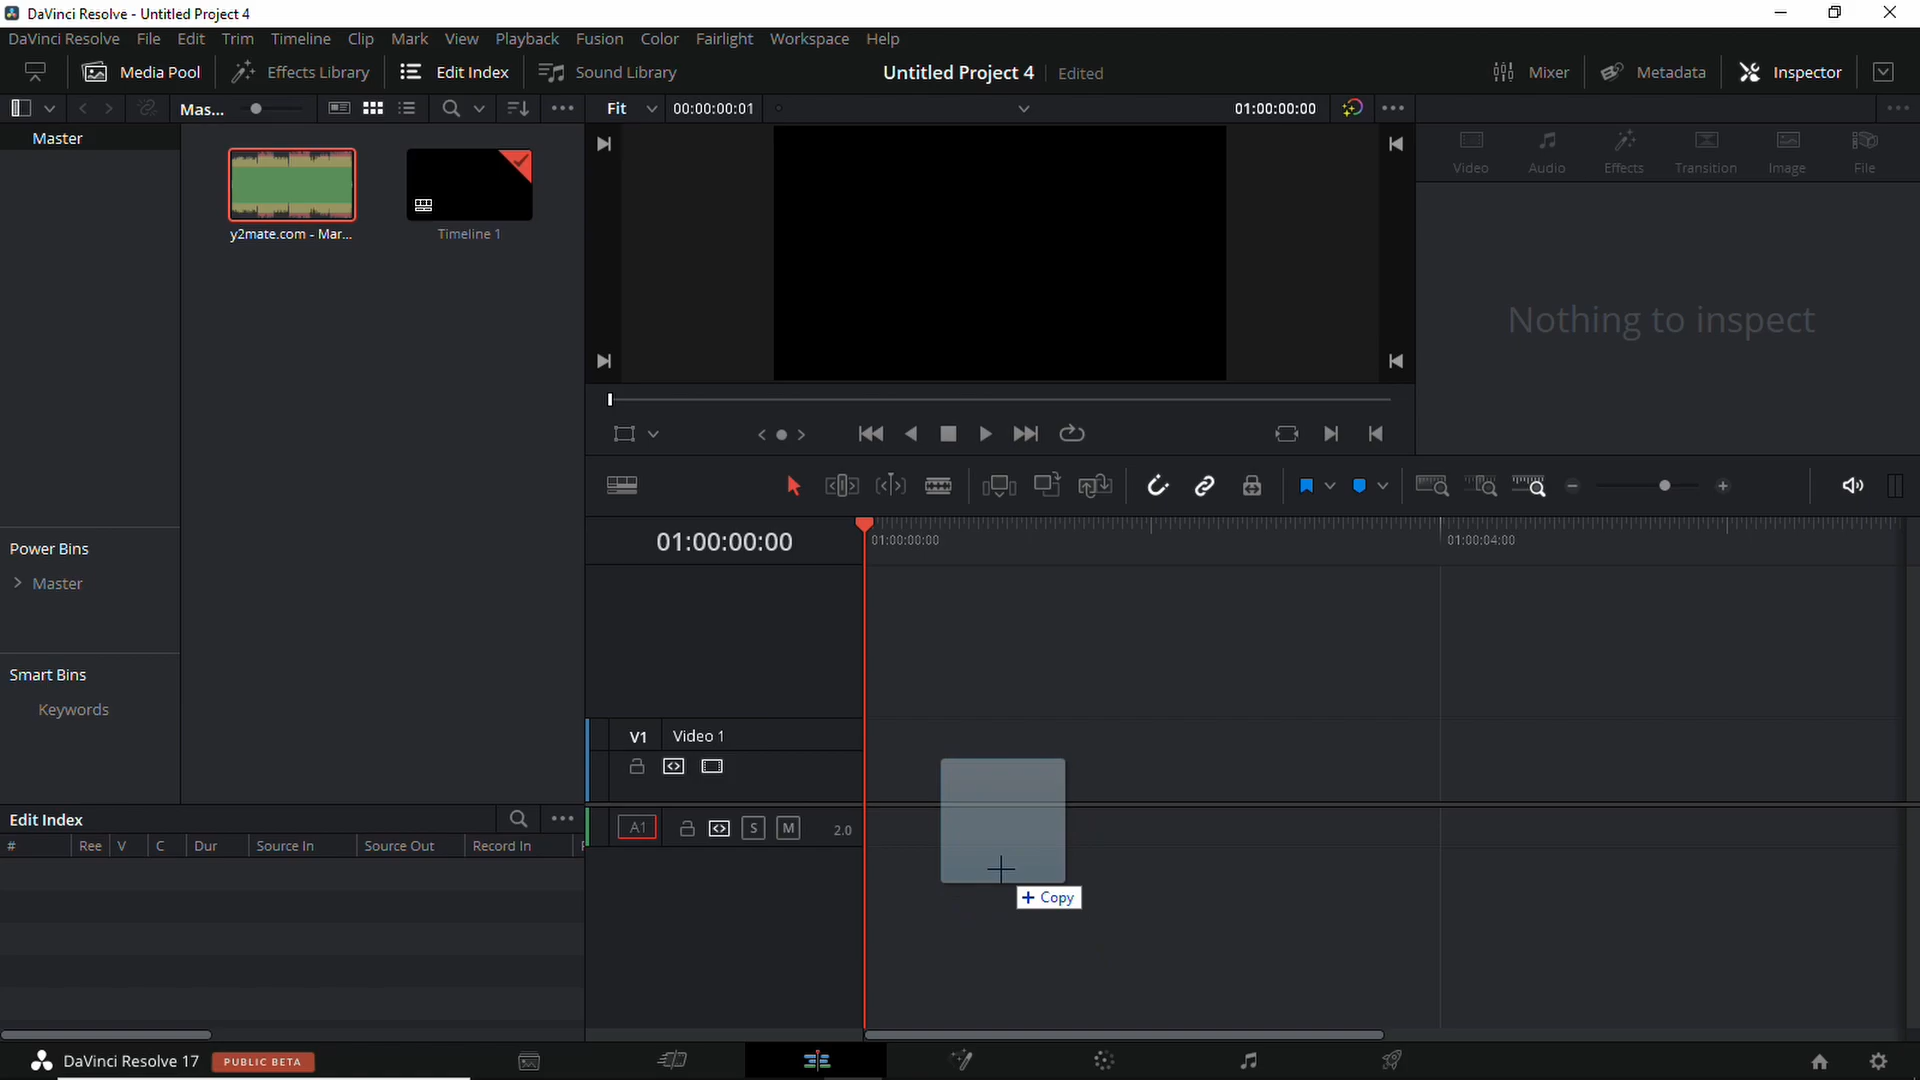 DaVinci Resolve - Untitled Project 4
DaVinci Resolve File Edit Trim Timeline Clip Mark View Playback Fusion Color Fairlight Workspace Help
Media Pool Effects Library Edit Index Sound Library Untitled Project 4 Edited Mixer Metadata Inspector
Mas... Fit 00:00:00:01 01:00:00:00
Master
Video Audio Effects Transition Image File
y2mate.com - Mar... Timeline 1
Nothing to inspect
01:00:00:00
01:00:00:00 01:00:04:00
Power Bins
Master
Smart Bins
Keywords
V1 Video 1
Edit Index
A1 S M 2.0
# Ree V C Dur Source In Source Out Record In
+ Copy
DaVinci Resolve 17 PUBLIC BETA